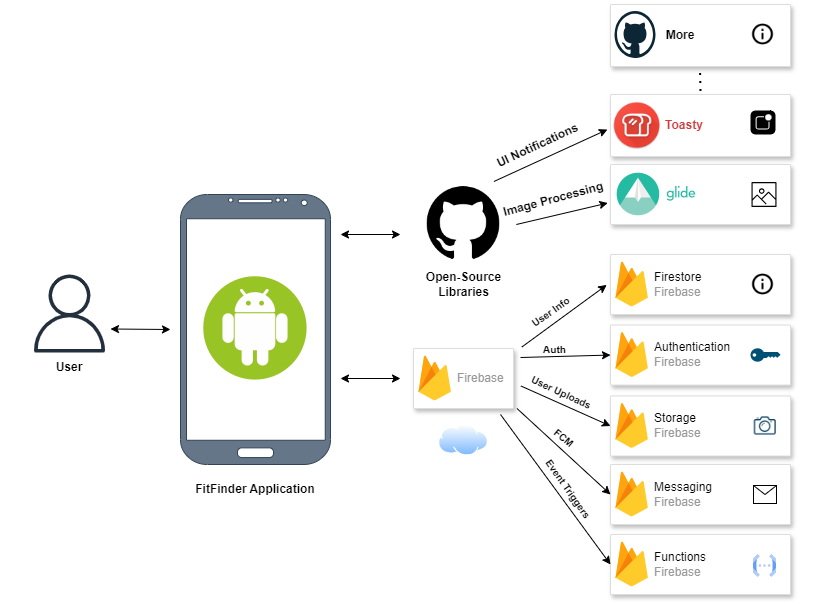 More
UI Notifications
Toasty
Image Processing
glide
Open-Source
Libraries
User
FitFinder Application
Firebase
User Info
Firestore
Firebase
Auth
Authentication
Firebase
User Uploads
Storage
Firebase
FCM
Messaging
Firebase
Event Triggers
Functions
Firebase